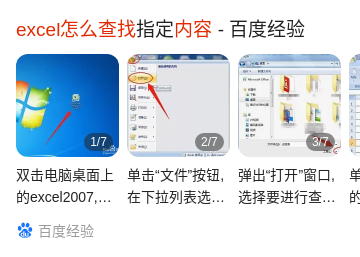 excel怎么查找指定内容 - 百度经验
1/7
2/7
3/7
双击电脑桌面上的excel2007,...
单击“文件”按钮,在下拉列表选...
弹出“打开”窗口,选择要进行查...
百度经验